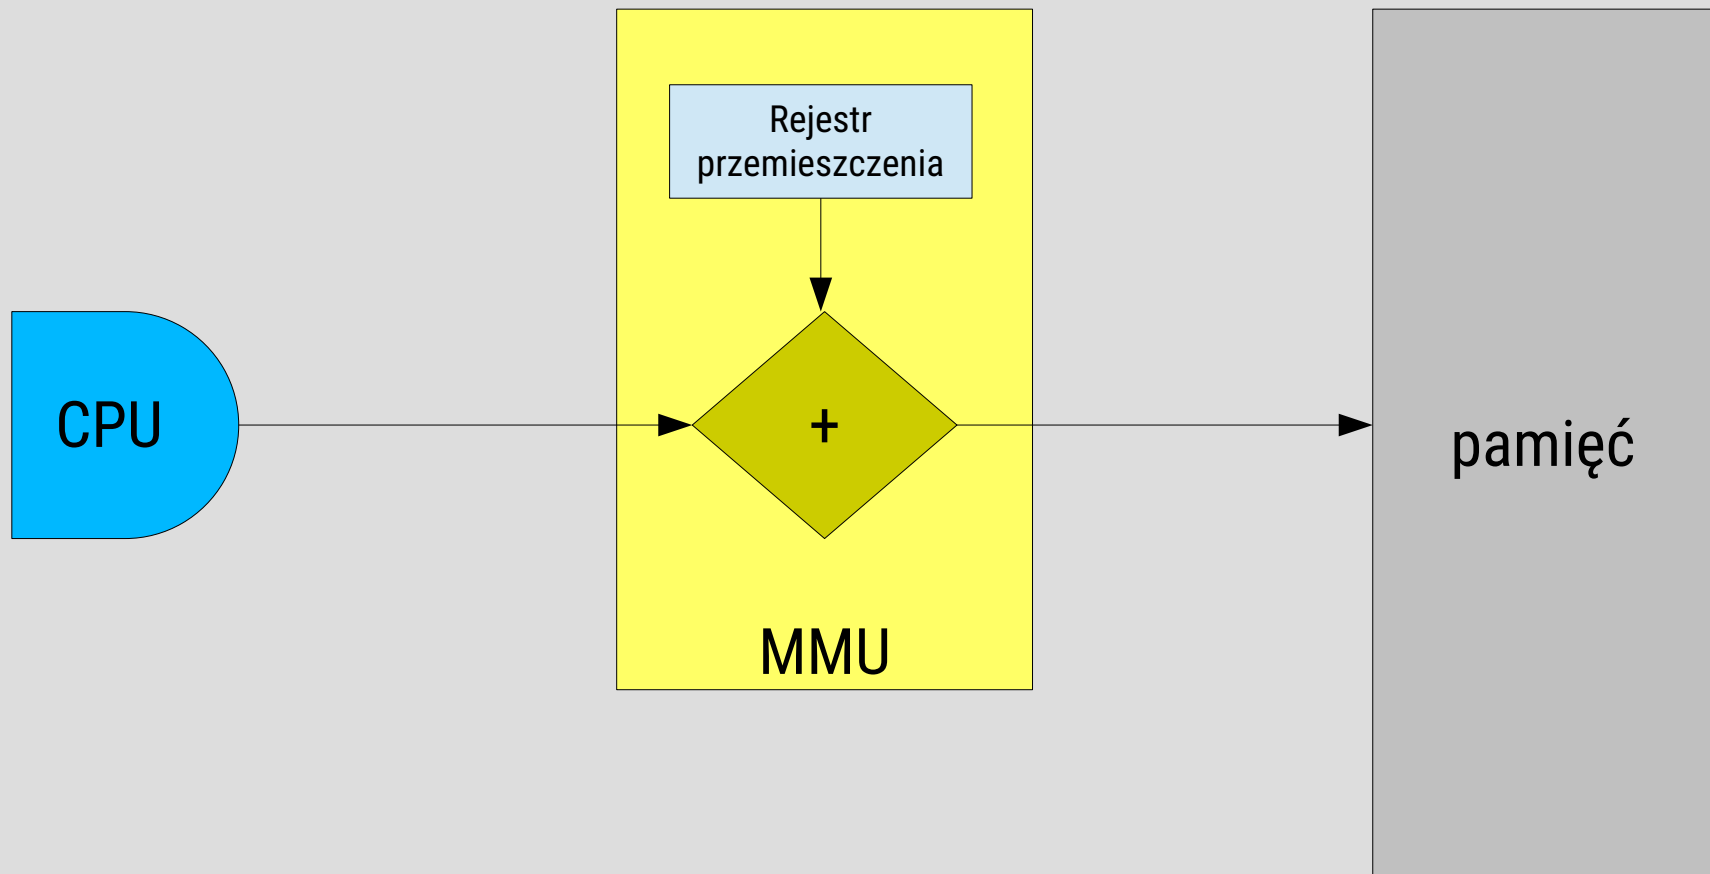 Rejestr
przemieszczenia
CPU
+
pamięć
MMU